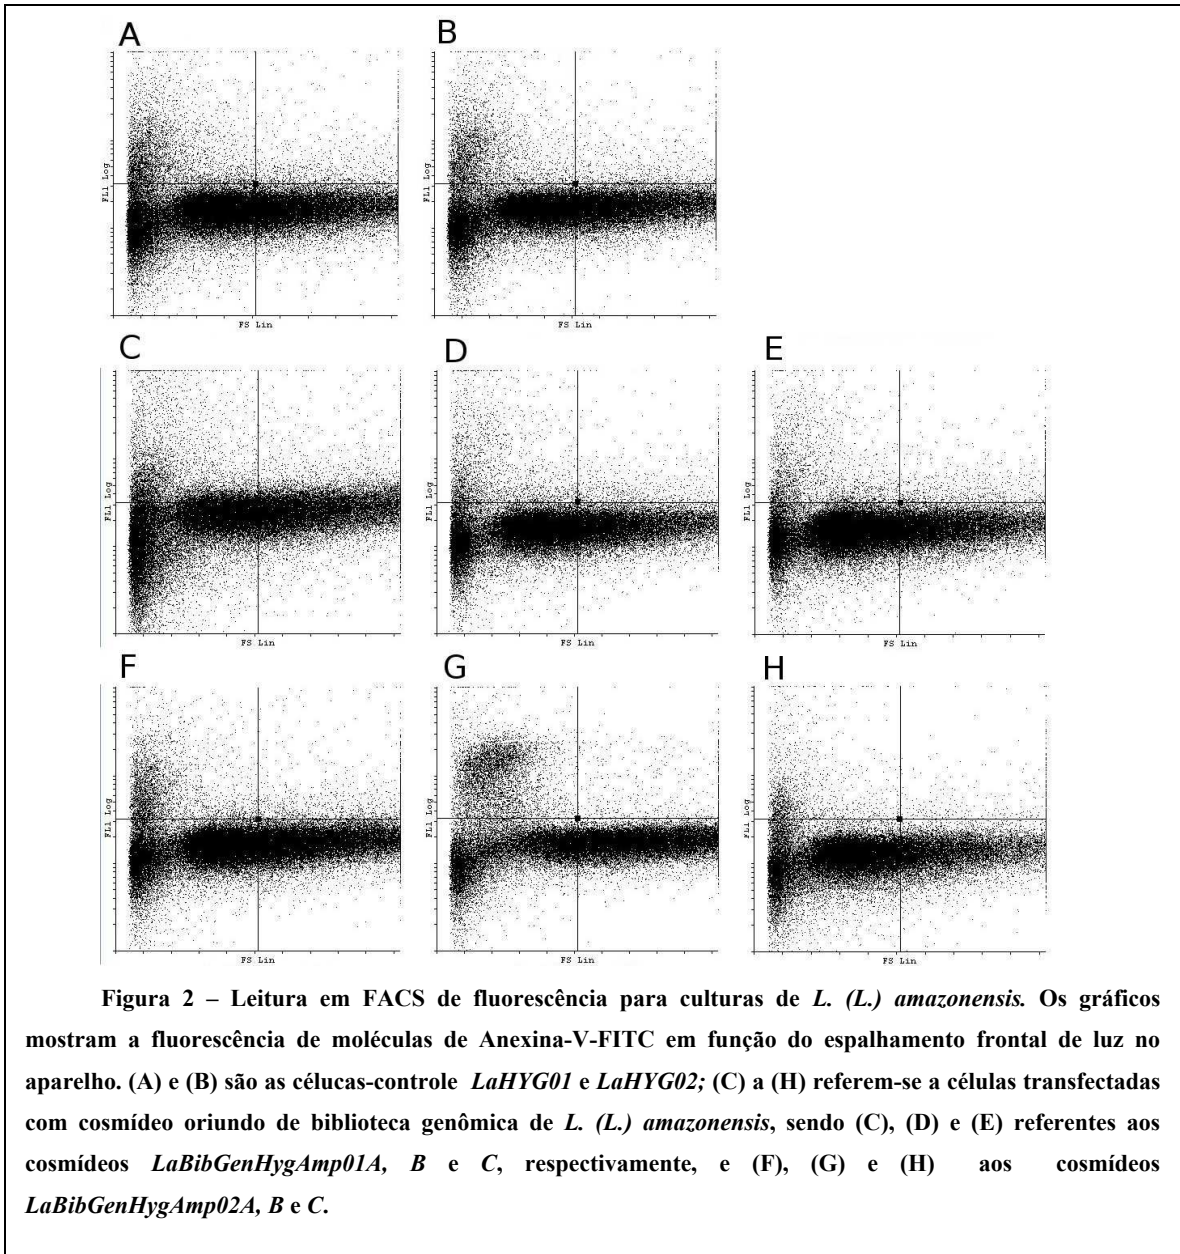 A
B
FL1 Log
FL1 Log
FS Lin
FS Lin
C
D
E
FL1 Log
FL1 Log
FL1 Log
FS Lin
FS Lin
FS Lin
F
G
H
FL1 Log
FL1 Log
FL1 Log
FS Lin
FS Lin
FS Lin
Figura 2 – Leitura em FACS de fluorescência para culturas de L. (L.) amazonensis. Os gráficos
mostram a fluorescência de moléculas de Anexina-V-FITC em função do espalhamento frontal de luz no
aparelho. (A) e (B) são as célucas-controle LaHYG01 e LaHYG02; (C) a (H) referem-se a células transfectadas
com cosmídeo oriundo de biblioteca genômica de L. (L.) amazonensis, sendo (C), (D) e (E) referentes aos
cosmídeos LaBibGenHygAmp01A, B e C, respectivamente, e (F), (G) e (H) aos cosmídeos
LaBibGenHygAmp02A, B e C.